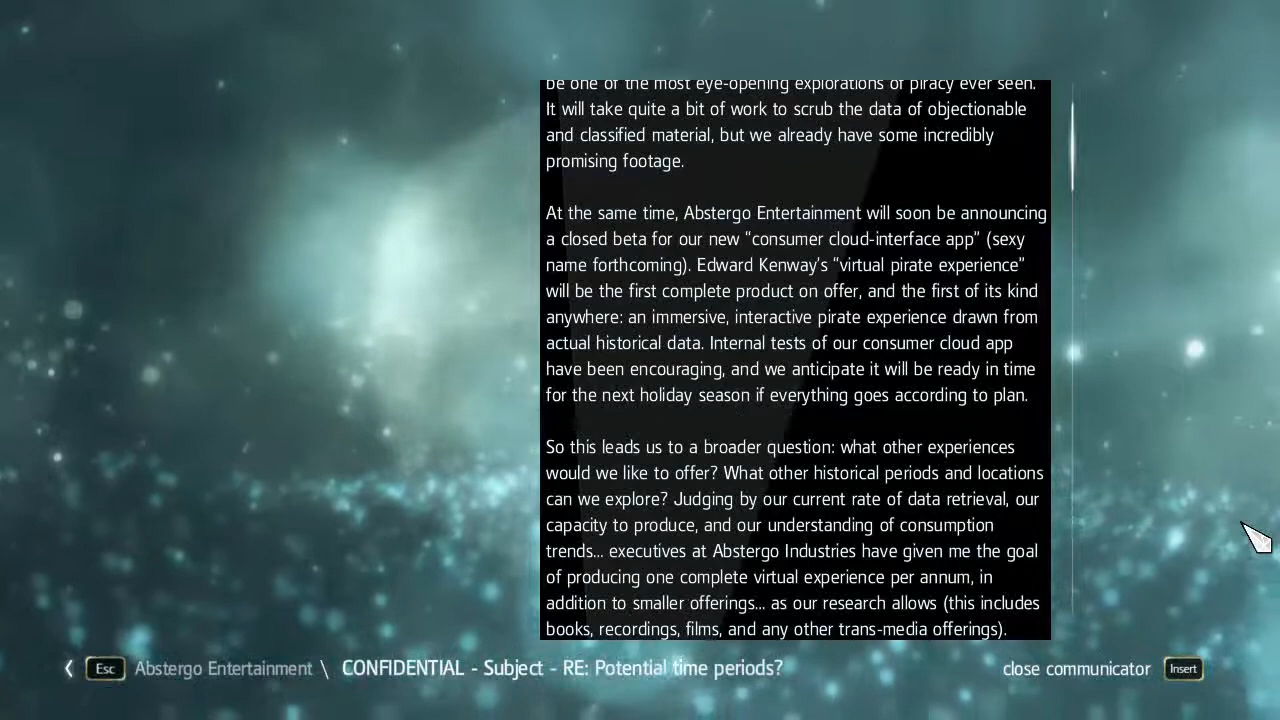 be one of the most eye-opening explorations of piracy ever seen.
It will take quite a bit of work to scrub the data of objectionable
and classified material, but we already have some incredibly
promising footage.
At the same time, Abstergo Entertainment will soon be announcing
a closed beta for our new “consumer cloud-interface app” (sexy
name forthcoming). Edward Kenway's “virtual pirate experience”
will be the first complete product on offer, and the first of its kind
anywhere: an immersive, interactive pirate experience drawn from
actual historical data. Internal tests of our consumer cloud app
have been encouraging, and we anticipate it will be ready in time
for the next holiday season if everything goes according to plan.
So this leads us to a broader question: what other experiences
would we like to offer? What other historical periods and locations
can we explore? Judging by our current rate of data retrieval, our
capacity to produce, and our understanding of consumption
trends... executives at Abstergo Industries have given me the goal
of producing one complete virtual experience per annum, in
addition to smaller offerings... as our research allows (this includes
books, recordings, films, and any other trans-media offerings).
Esc Abstergo Entertainment \ CONFIDENTIAL - Subject - RE: Potential time periods?
close communicator Insert